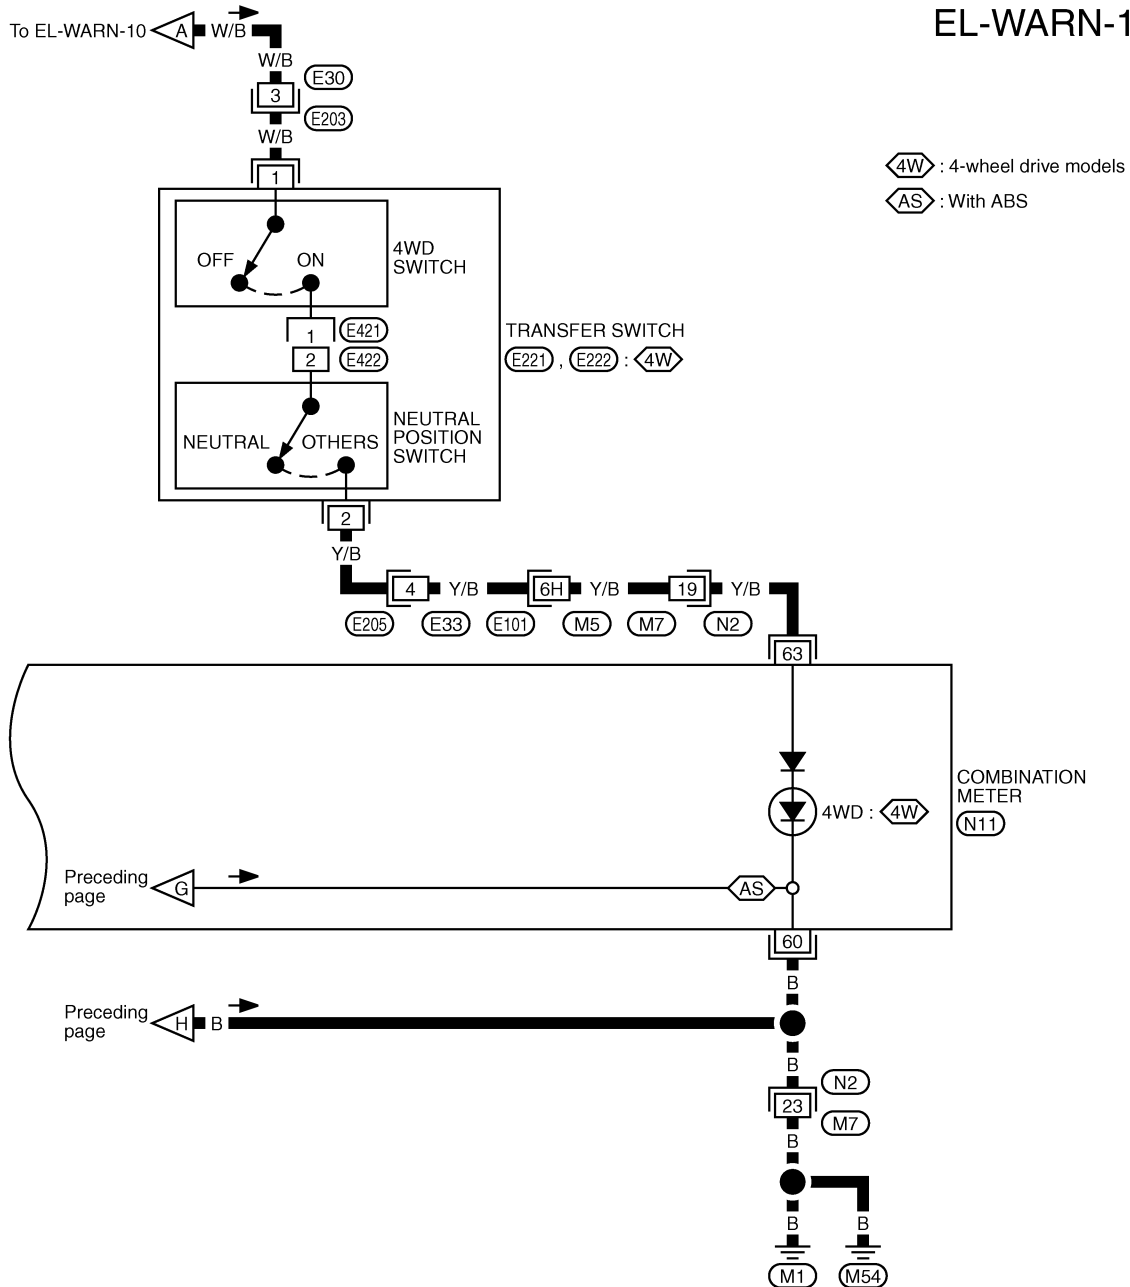 EL-WARN-1
To EL-WARN-10
A
W/B
W/B
E30
3
E203
W/B
1
4W : 4-wheel drive models
AS : With ABS
OFF
ON
4WD
SWITCH
1
E421
2
E422
TRANSFER SWITCH
E221 , E222 : 4W
NEUTRAL
OTHERS
NEUTRAL
POSITION
SWITCH
2
Y/B
4
Y/B
6H
Y/B
19
Y/B
E205
E33
E101
M5
M7
N2
63
COMBINATION
METER
N11
4WD : 4W
Preceding
page
G
AS
60
B
Preceding
page
H
B
B
N2
23
M7
B
B
B
M1
M54